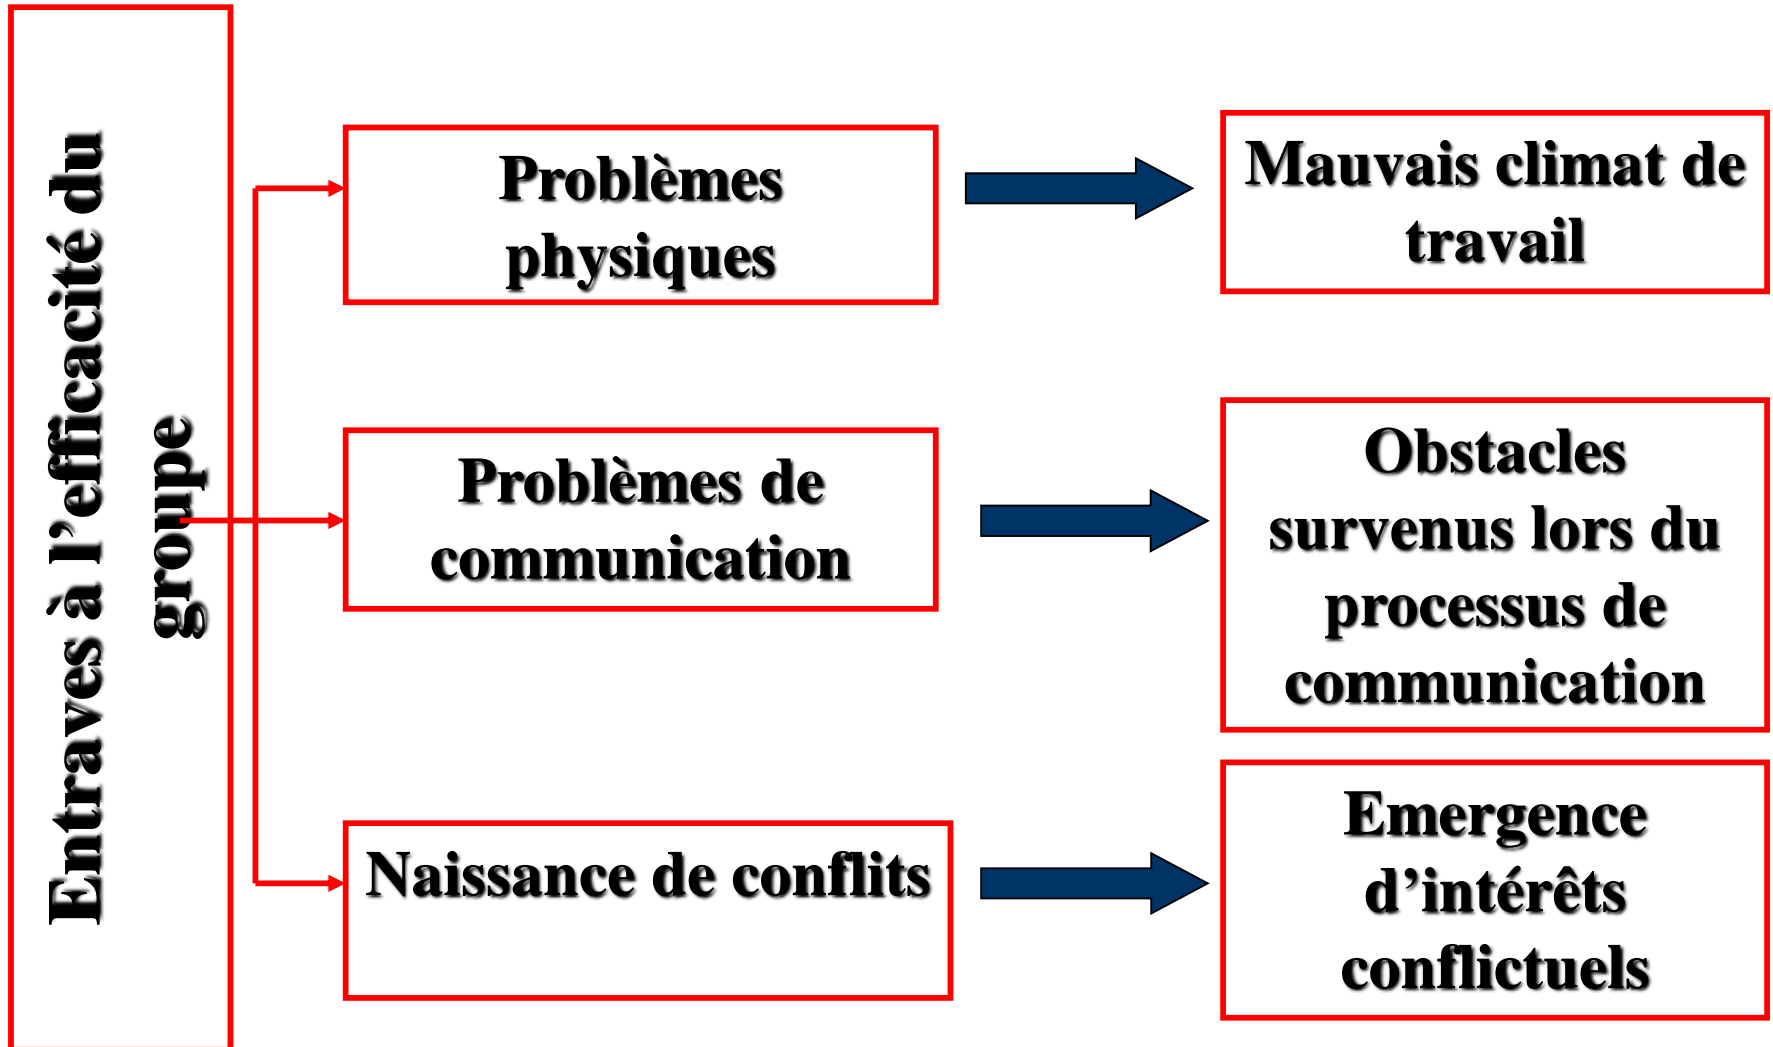 Entraves à l’efficacité du
groupe
Problèmes
physiques
Mauvais climat de
travail
Problèmes de
communication
Obstacles
survenus lors du
processus de
communication
Naissance de conflits
Emergence
d’intérêts
conflictuels